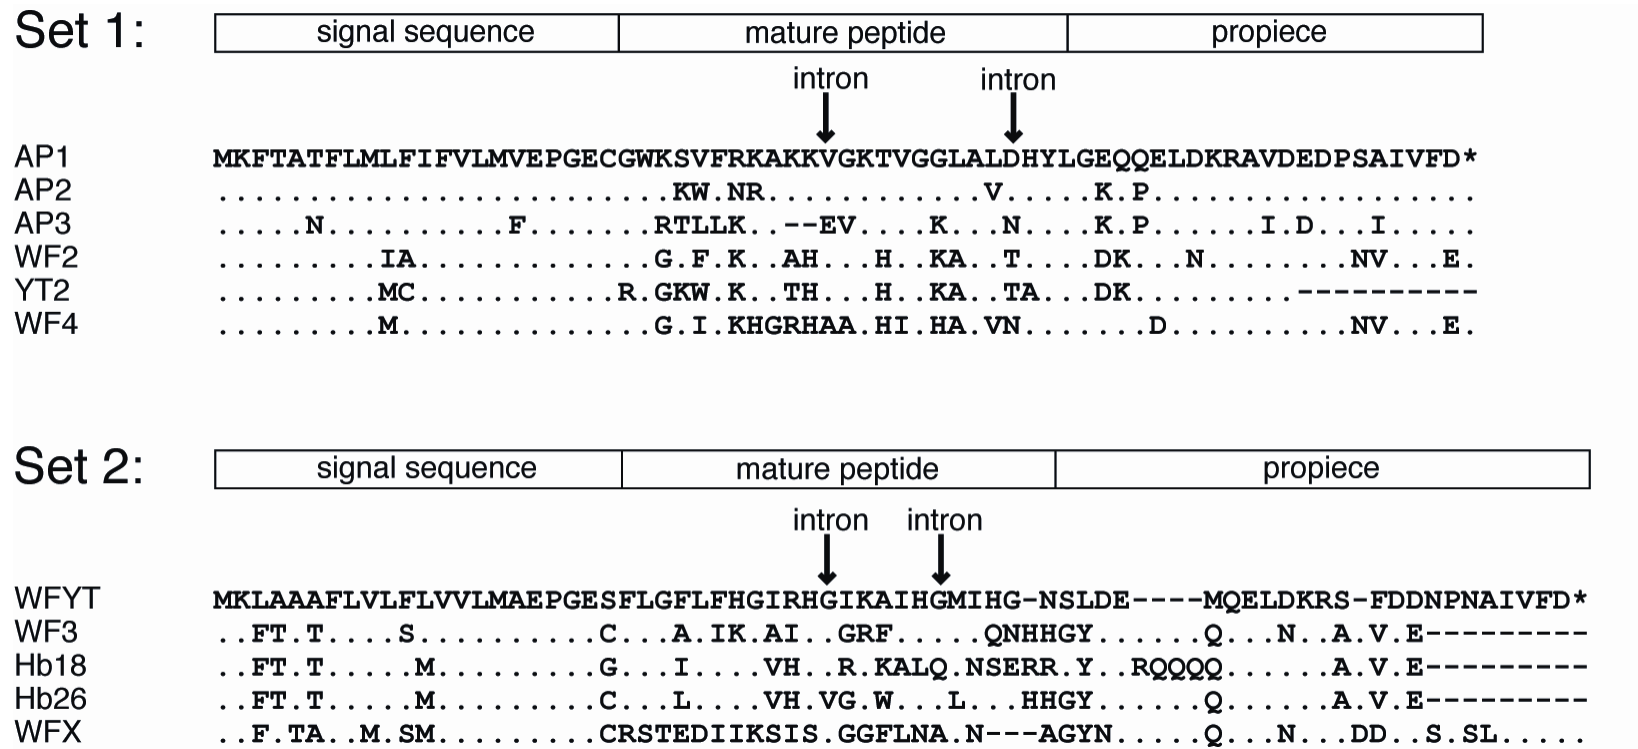 Set 1:
signal sequence
mature peptide
propiece
intron
intron
AP1 MKFTATFLMLFIFVLMVEPGECGWKSVFRKAKKVGKTVGGLALDHYLGEQQELDKRAVDEDPSAIVFD*
AP2 .........................KW.NR............V.....K.P..................
AP3 .....N..........F.......RTLLK..--EV....K...N....K.P......I.D...I.....
WF2 .........IA.............G.F.K..AH...H..KA..T....DK...N........NV...E.
YT2 .........MC...........R.GKW.K..TH...H..KA..TA...DK.........----------
WF4 .........M..............G.I.KHGRHAA.HI.HA.VN.......D..........NV...E.
Set 2:
signal sequence
mature peptide
propiece
intron
intron
WFYT MKLAAAFLVLFLVVLMAEPGESFLGFLFHGIRHGIKAIHGMIHG-NSLDE----MQELDKRS-FDDNPNAIVFD*
WF3 ..FT.T....S..........C...A.IK.AI..GRF.....QNHHGY......Q...N..A.V.E---------
Hb18 ..FT.T.....M.........G...I....VH..R.KALQ.NSERR.Y..RQQQQ......A.V.E---------
Hb26 ..FT.T.....M.........C...L....VH.VG.W...L...HHGY......Q......A.V.E---------
WFX ..F.TA..M.SM.........CRSTEDIIKSIS.GGFLNA.N---AGYN.....Q...N...DD..S.SL.....